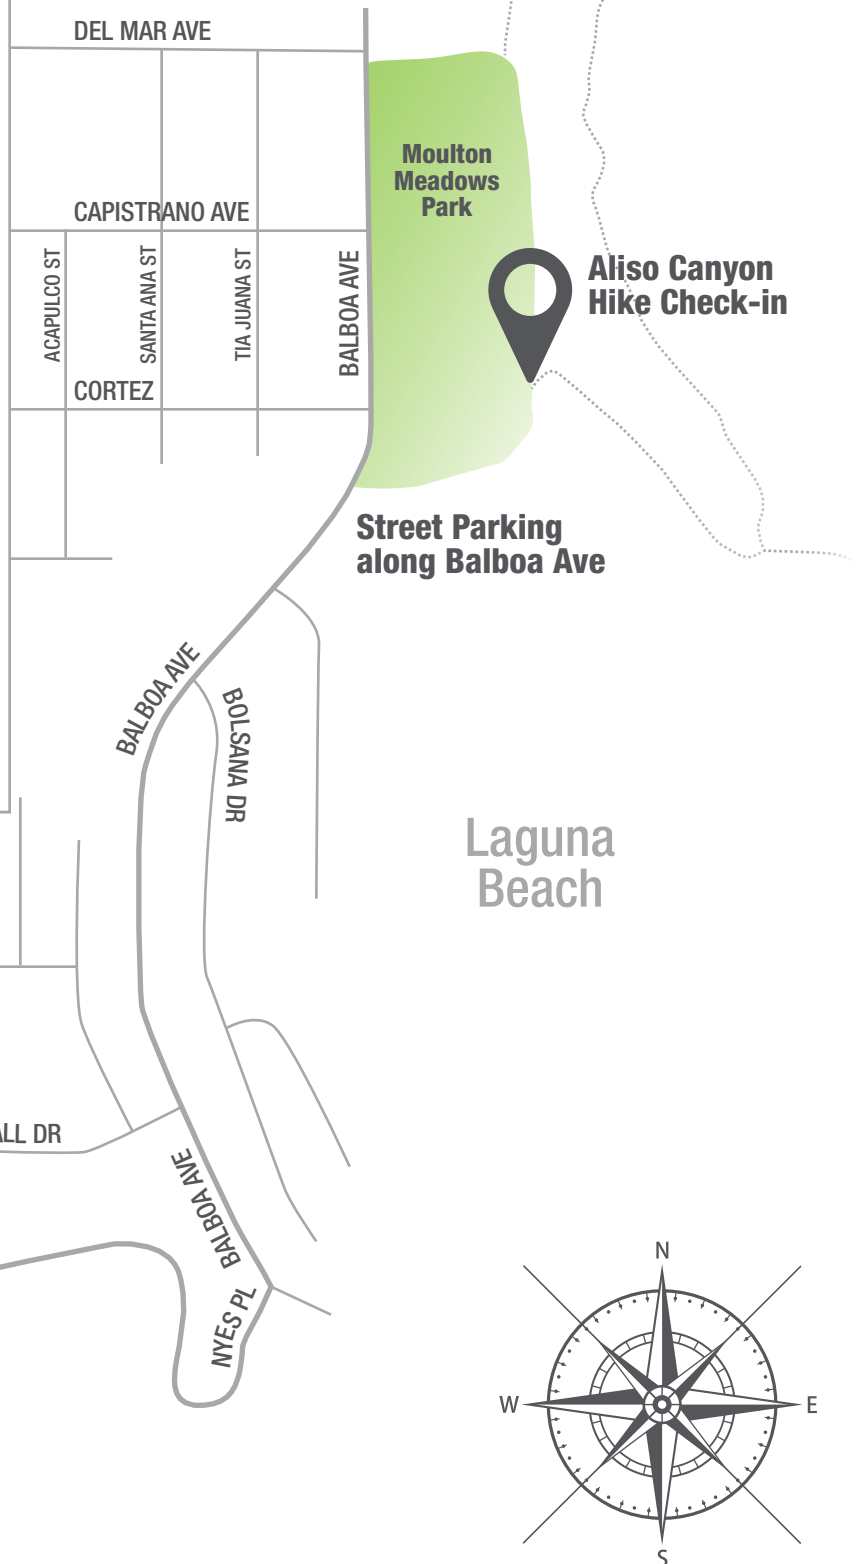 DEL MAR AVE
Moulton
Meadows
Park
CAPISTRANO AVE
ACAPULCO ST
SANTA ANA ST
TIA JUANA ST
BALBOA AVE
Aliso Canyon
Hike Check-in
CORTEZ
Street Parking
along Balboa Ave
BALBOA AVE
BOLSANA DR
Laguna
Beach
ALL DR
BALBOA AVE
NYES PL
N
W
E
S